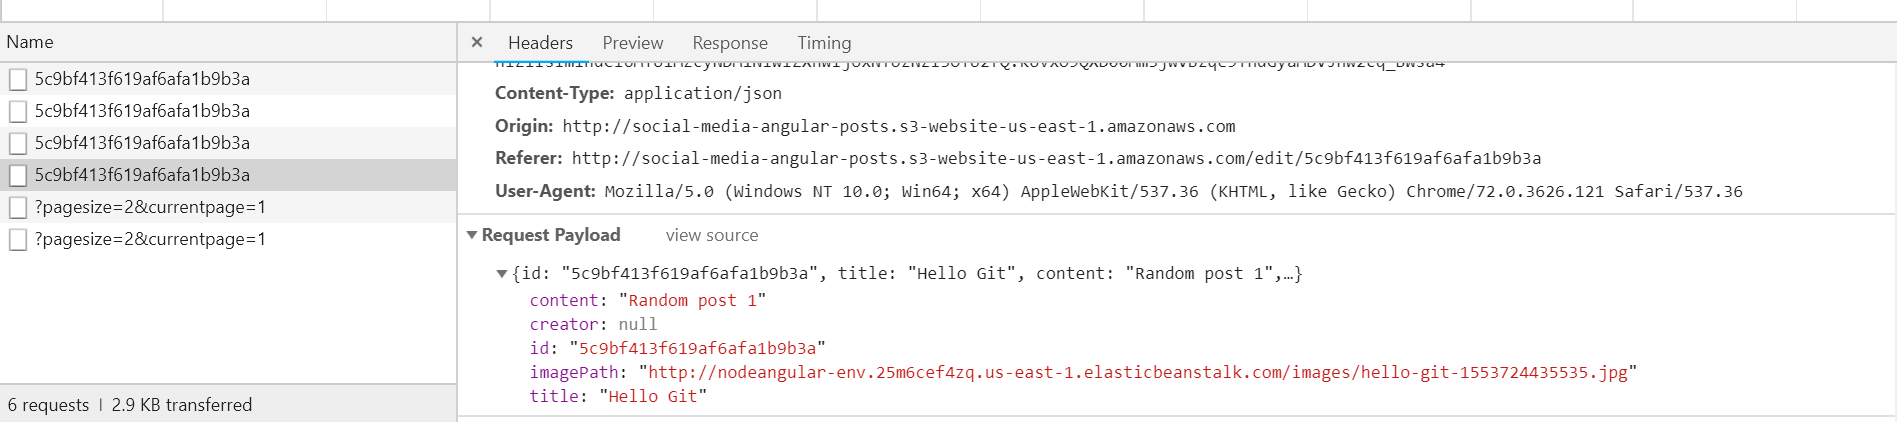 Name
5c9bf413f619af6afa1b9b3a
5c9bf413f619af6afa1b9b3a
5c9bf413f619af6afa1b9b3a
5c9bf413f619af6afa1b9b3a
?pagesize=2&currentpage=1
?pagesize=2&currentpage=1
6 requests | 2.9 KB transferred
× Headers Preview Response Timing
Content-Type: application/json
Origin: http://social-media-angular-posts.s3-website-us-east-1.amazonaws.com
Referer: http://social-media-angular-posts.s3-website-us-east-1.amazonaws.com/edit/5c9bf413f619af6afa1b9b3a
User-Agent: Mozilla/5.0 (Windows NT 10.0; Win64; x64) AppleWebKit/537.36 (KHTML, like Gecko) Chrome/72.0.3626.121 Safari/537.36
▼Request Payload view source
▼{id: "5c9bf413f619af6afa1b9b3a", title: "Hello Git", content: "Random post 1",…}
content: "Random post 1"
creator: null
id: "5c9bf413f619af6afa1b9b3a"
imagePath: "http://nodeangular-env.25m6cef4zq.us-east-1.elasticbeanstalk.com/images/hello-git-1553724435535.jpg"
title: "Hello Git"